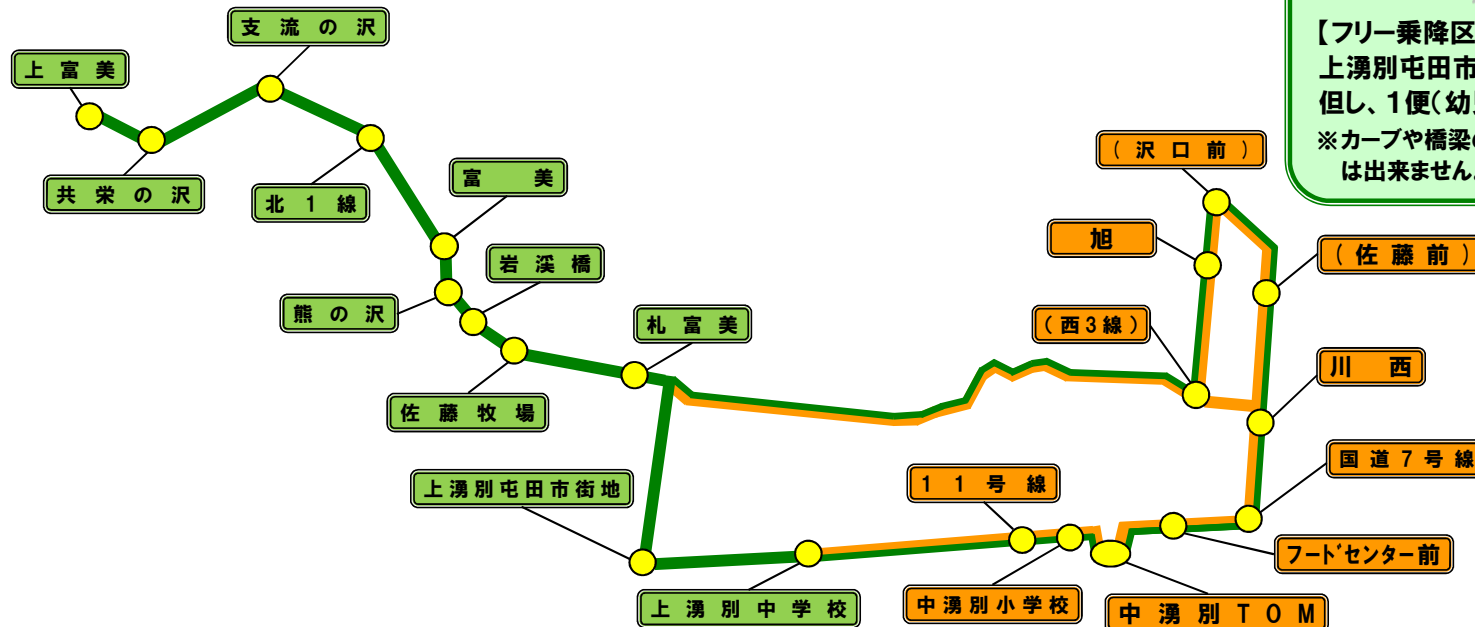 支流の沢
上富美
共栄の沢
北1線
富美
岩渓橋
熊の沢
札富美
佐藤牧場
上湧別屯田市街地
上湧別中学校
11号線
中湧別小学校
中湧別TOM
フードセンター前
国道7号線
川西
(西3線)
旭
(沢口前)
(佐藤前)
【フリー乗降区
上湧別屯田市
但し、1便(幼
※カーブや橋梁
は出来ません